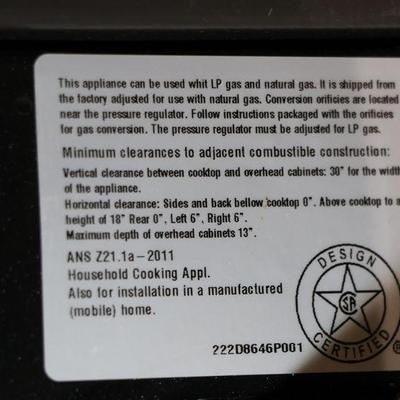 This appliance can be used whit LP gas and natural gas. It is shipped from
the factory adjusted for use with natural gas. Conversion orificies are located
near the pressure regulator. Follow instructions packaged with the orificies
for gas conversion. The pressure regulator must be adjusted for LP gas.
Minimum clearances to adjacent combustible construction:
Vertical clearance between cooktop and overhead cabinets: 30" for the width
of the appliance.
Horizontal clearance: Sides and back bellow cooktop 0". Above cooktop to a
height of 18" Rear 0", Left 6", Right 6".
Maximum depth of overhead cabinets 13".
ANS Z21.1a-2011
Household Cooking Appl.
Also for installation in a manufactured
(mobile) home.
DESIGN
SA
CERTIFIED
®
222D8646P001